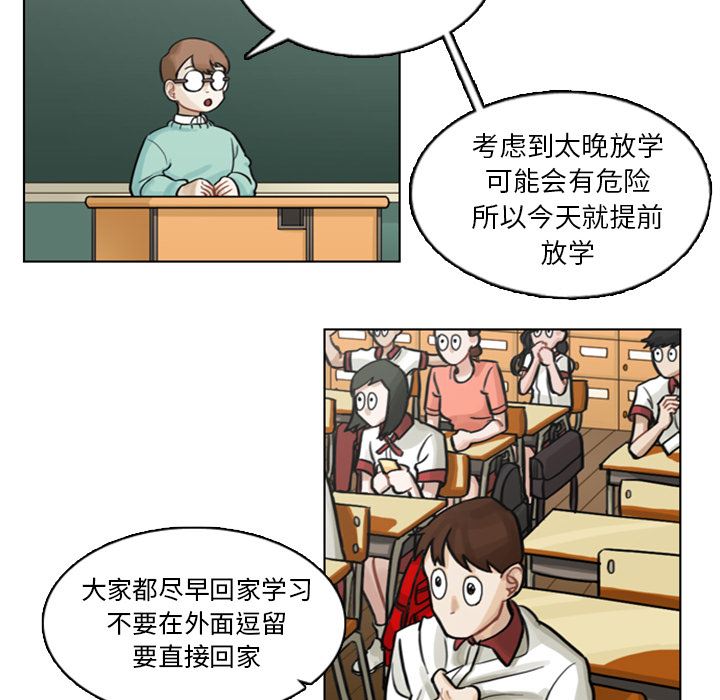 考虑到太晚放学
可能会有危险
所以今天就提前
放学
大家都尽早回家学习
不要在外面逗留
要直接回家